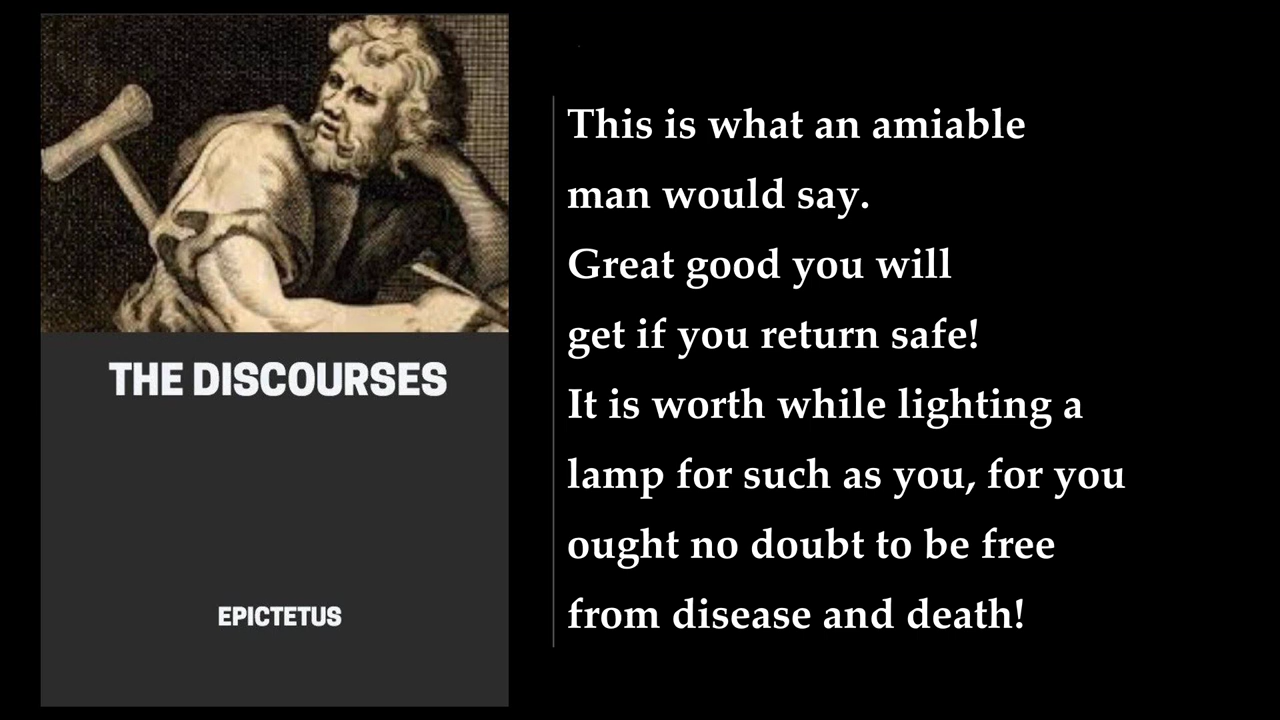 THE DISCOURSES
EPICTETUS
This is what an amiable
man would say.
Great good you will
get if you return safe!
It is worth while lighting a
lamp for such as you, for you
ought no doubt to be free
from disease and death!